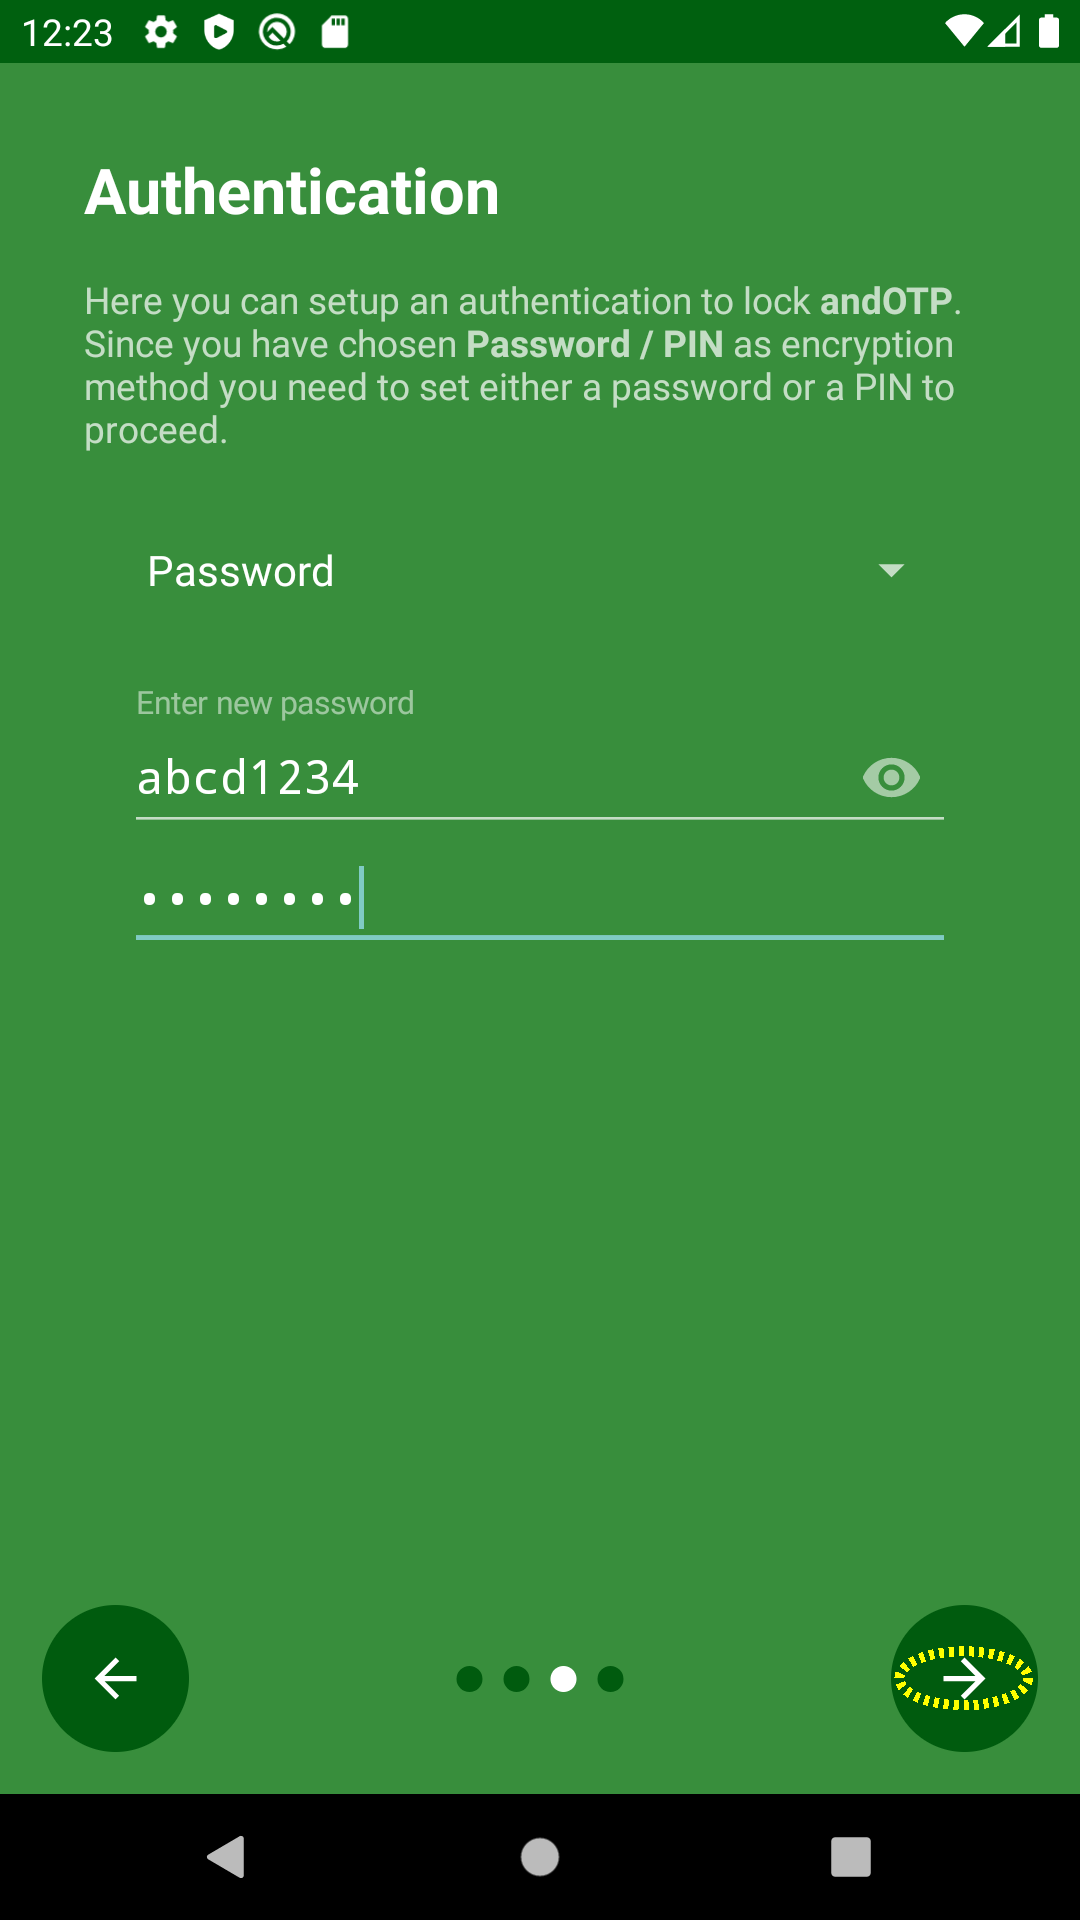 12:23
Authentication
Here you can setup an authentication to lock andOTP.
Since you have chosen Password / PIN as encryption
method you need to set either a password or a PIN to
proceed.
Password
Enter new password
abcd1234
••••••••